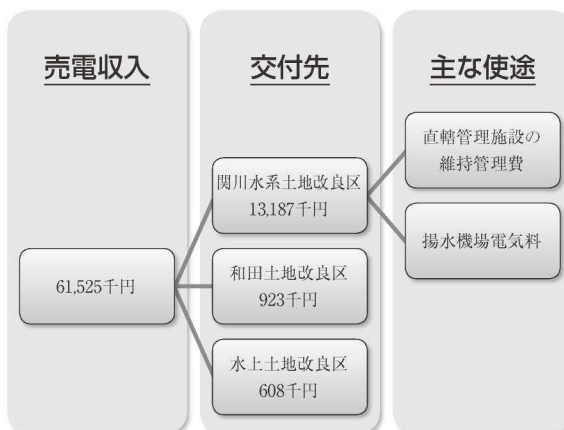 売電収入
61,525千円
交付先
関川水系土地改良区
13,187千円
和田土地改良区
923千円
水上土地改良区
608千円
主な使途
直轄管理施設の
維持管理費
揚水機場電気料